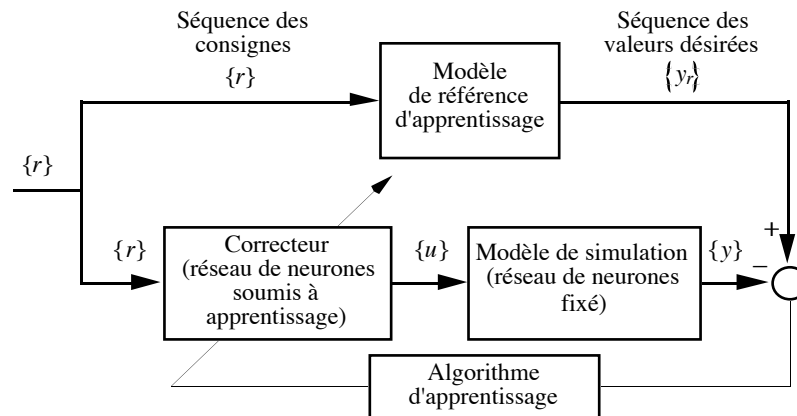 Séquence des
consignes
{r}
Séquence des
valeurs désirées
{yr}
Modèle
de référence
d'apprentissage
{r}
{r}
Correcteur
(réseau de neurones
soumis à
apprentissage)
{u}
Modèle de simulation
(réseau de neurones
fixé)
{y}
+
–
Algorithme
d'apprentissage